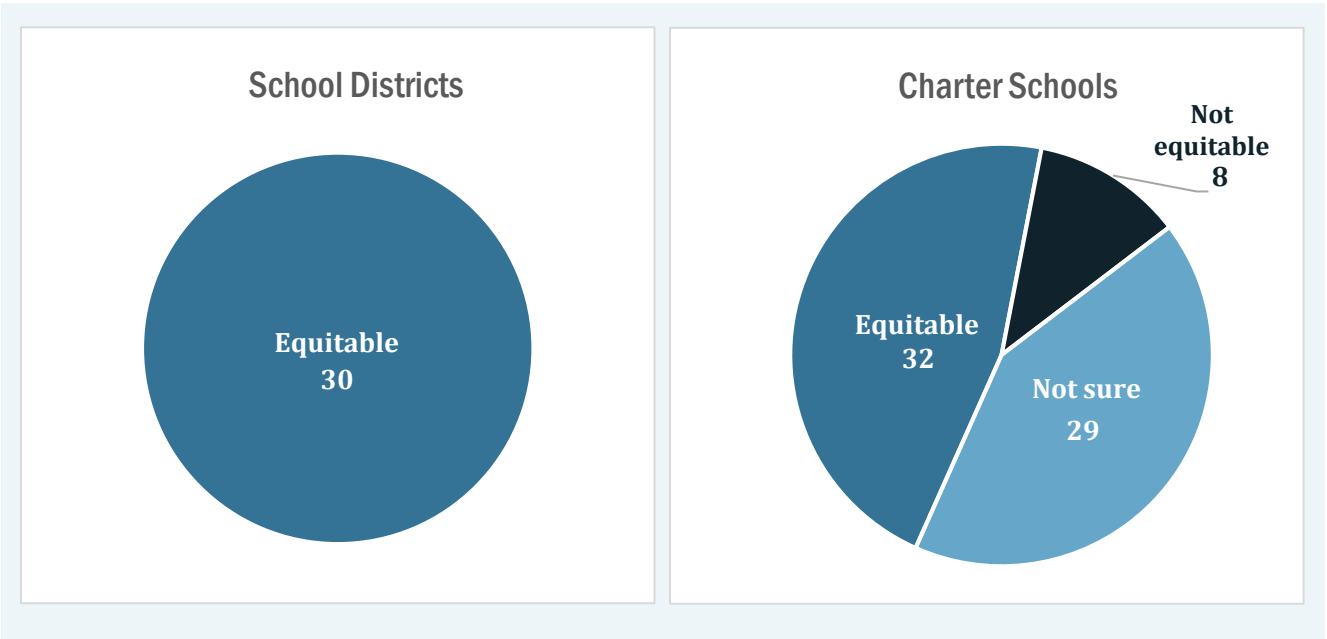 School Districts
Equitable
30
Charter Schools
Not
equitable
8
Equitable
32
Not sure
29